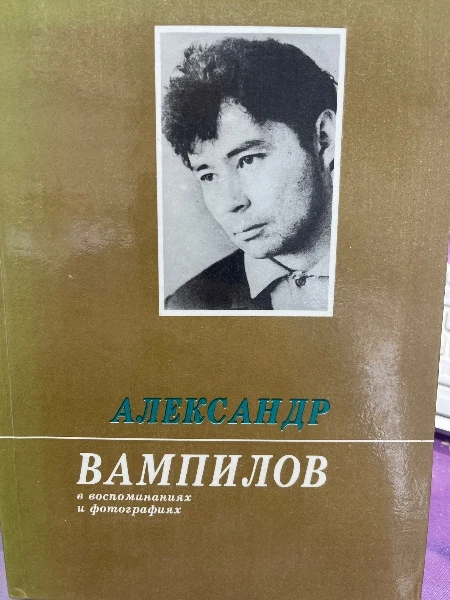 АЛЕКСАНДР
ВАМПИЛОВ
в воспоминаниях
и фотографиях